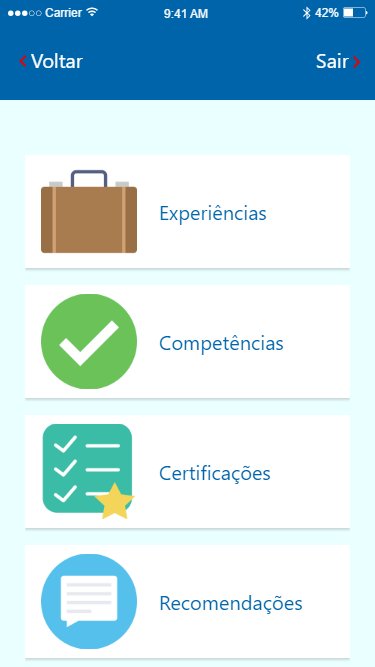 Carrier 9:41 AM 42%
Voltar Sair
Experiências
Competências
Certificações
Recomendações